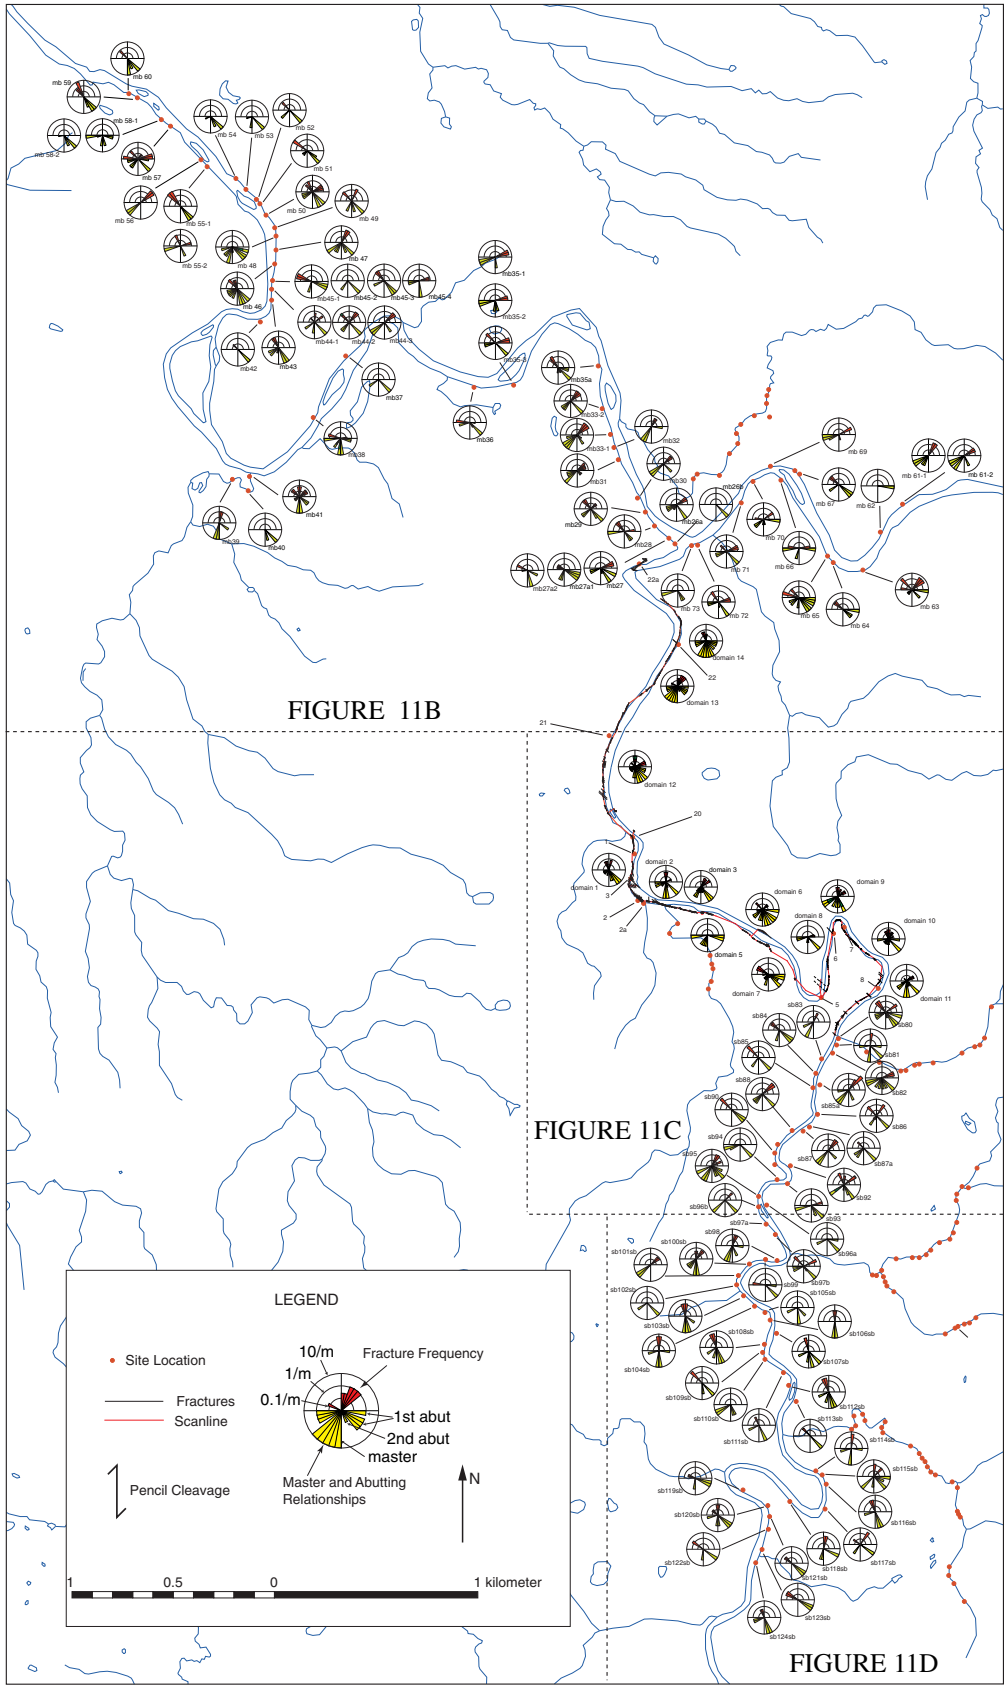 mb 60
mb 59
mb 58-1
mb 58-2
mb 57
mb 56
mb 55-1
mb 55-2
mb 54
mb 53
mb 52
mb 51
mb 50
mb 49
mb 48
mb 47
mb 46
mb45-1
mb45-2
mb45-3
mb45-4
mb44-1
mb44-2
mb44-3
mb42
mb43
mb37
mb38
mb41
mb39
mb40
mb35-1
mb35-2
mb35-3
mb36
mb35a
mb33-2
mb33-1
mb32
mb31
mb30
mb29
mb28
mb26a
mb26b
mb27a2
mb27a1
mb27
22a
mb 69
mb 61-1
mb 61-2
mb 67
mb 62
mb 70
mb 66
mb 71
mb 73
mb 72
mb 65
mb 64
mb 63
domain 14
22
domain 13
FIGURE 11B
21
domain 12
20
1
domain 1
domain 2
domain 3
3
2
2a
domain 5
domain 6
domain 7
domain 8
domain 9
domain 10
domain 11
6
7
8
5
sb83
sb84
sb80
sb81
sb85
sb82
sb88
sb85a
sb86
sb90
sb87
sb87a
FIGURE 11C
sb94
sb95
sb92
sb96b
sb93
sb97a
sb96a
sb98
sb100sb
sb101sb
sb97b
sb99
sb102sb
sb105sb
sb103sb
sb106sb
sb104sb
sb108sb
sb107sb
sb109sb
sb110sb
sb112sb
sb111sb
sb113sb
sb114sb
sb115sb
sb119sb
sb116sb
sb120sb
sb117sb
sb118sb
sb122sb
sb121sb
sb123sb
sb124sb
FIGURE 11D
LEGEND
Site Location
Fractures
Scanline
Pencil Cleavage
10/m
1/m
0.1/m
Fracture Frequency
1st abut
2nd abut
master
Master and Abutting
Relationships
N
1 0.5 0 1 kilometer